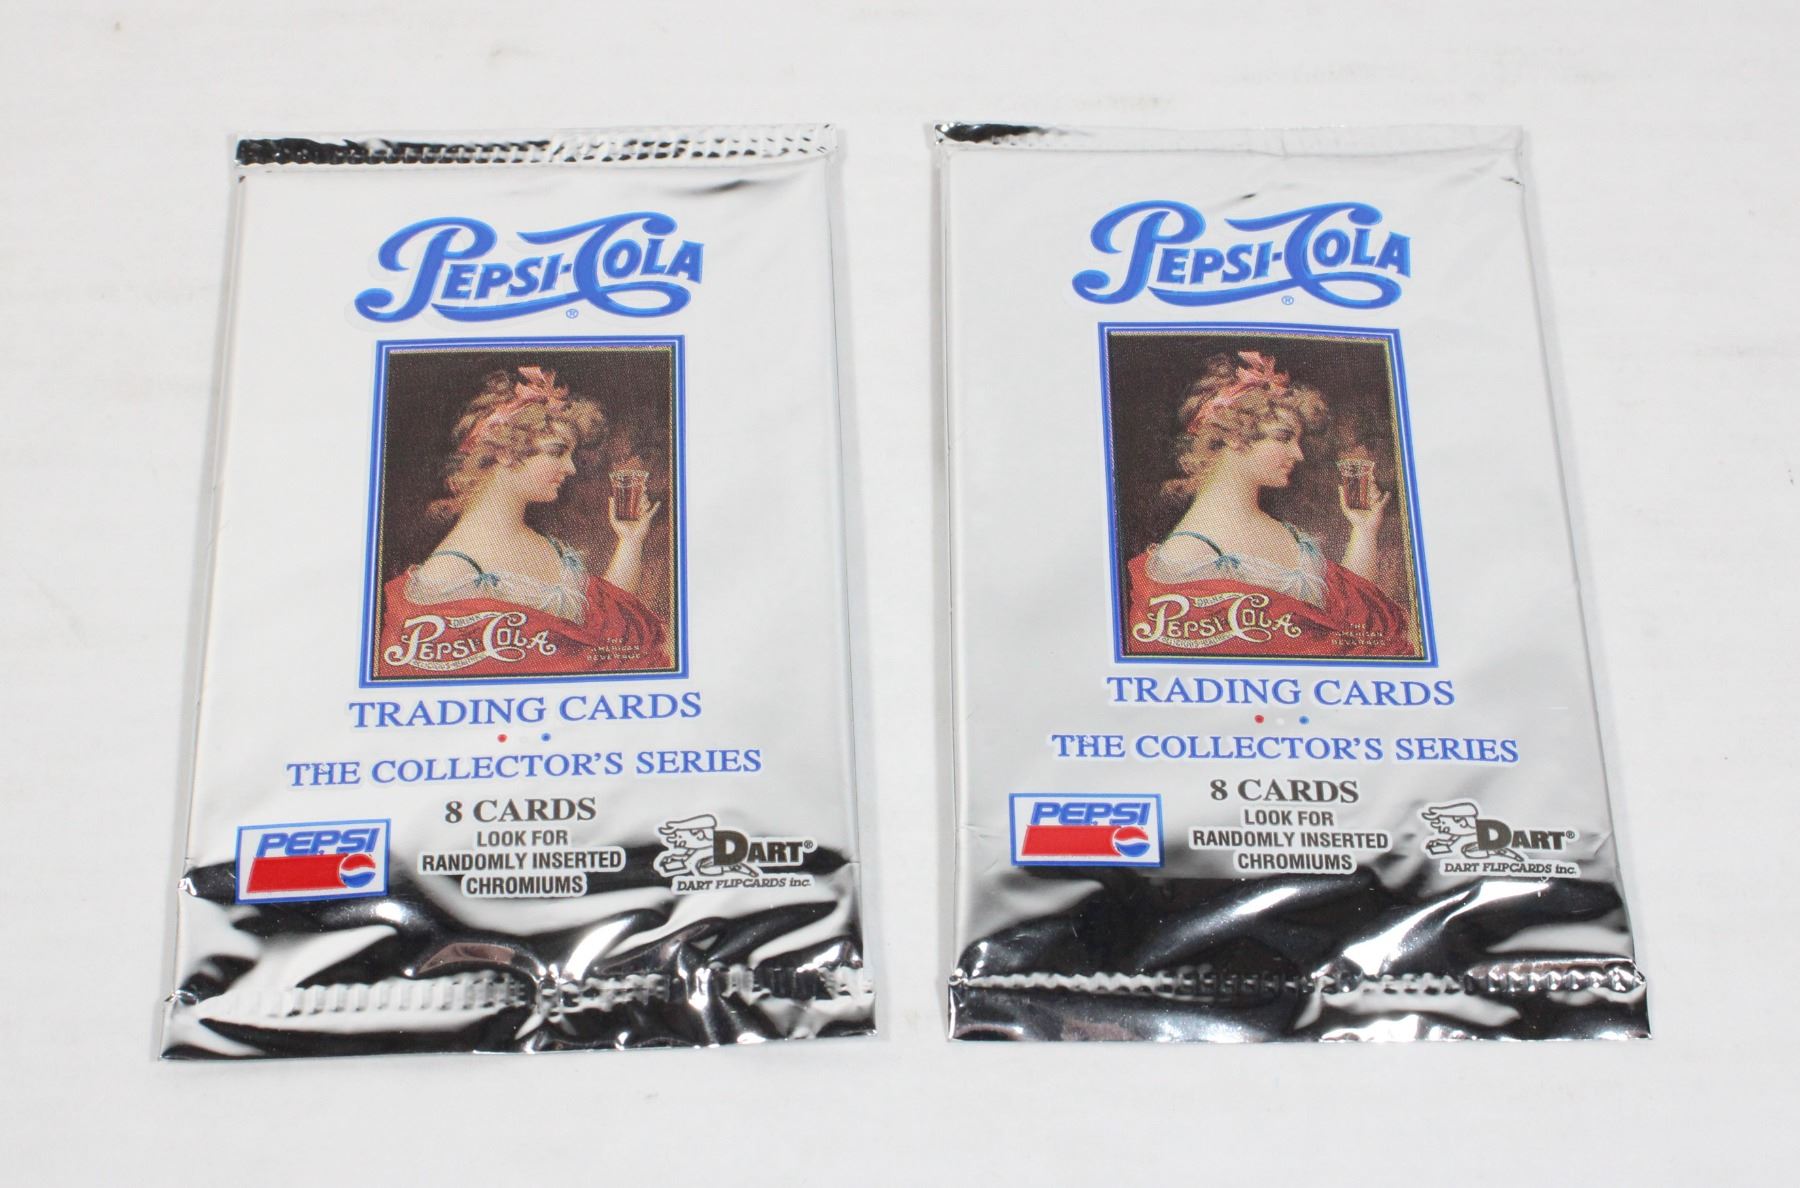 PEPSI-COLA
®
DRINK
PEPSI-COLA
DELICIOUS-HEALTHFUL
THE
AMERICAN
BEVERAGE
TRADING CARDS
THE COLLECTOR'S SERIES
8 CARDS
LOOK FOR
RANDOMLY INSERTED
CHROMIUMS
PEPSI
DART®
DART FLIPCARDS inc.
PEPSI-COLA
®
DRINK
PEPSI-COLA
DELICIOUS-HEALTHFUL
THE
AMERICAN
BEVERAGE
TRADING CARDS
THE COLLECTOR'S SERIES
8 CARDS
LOOK FOR
RANDOMLY INSERTED
CHROMIUMS
PEPSI
DART®
DART FLIPCARDS inc.